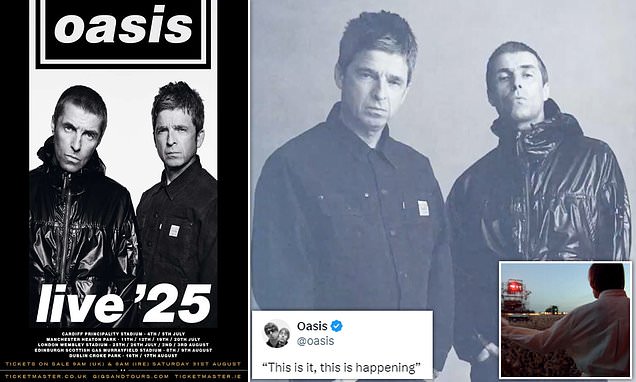 oasis
live '25
CARDIFF PRINCIPALITY STADIUM - 4TH / 5TH JULY
MANCHESTER HEATON PARK - 11TH / 12TH / 19TH / 20TH JULY
LONDON WEMBLEY STADIUM - 25TH / 26TH JULY / 2ND / 3RD AUGUST
EDINBURGH SCOTTISH GAS MURRAYFIELD STADIUM - 8TH / 9TH AUGUST
DUBLIN CROKE PARK - 16TH / 17TH AUGUST
TICKETS ON SALE 9AM (UK) & 8AM (IRE) SATURDAY 31ST AUGUST
TICKETMASTER.CO.UK GIGSANDTOURS.COM TICKETMASTER.IE
Oasis
@oasis
“This is it, this is happening”